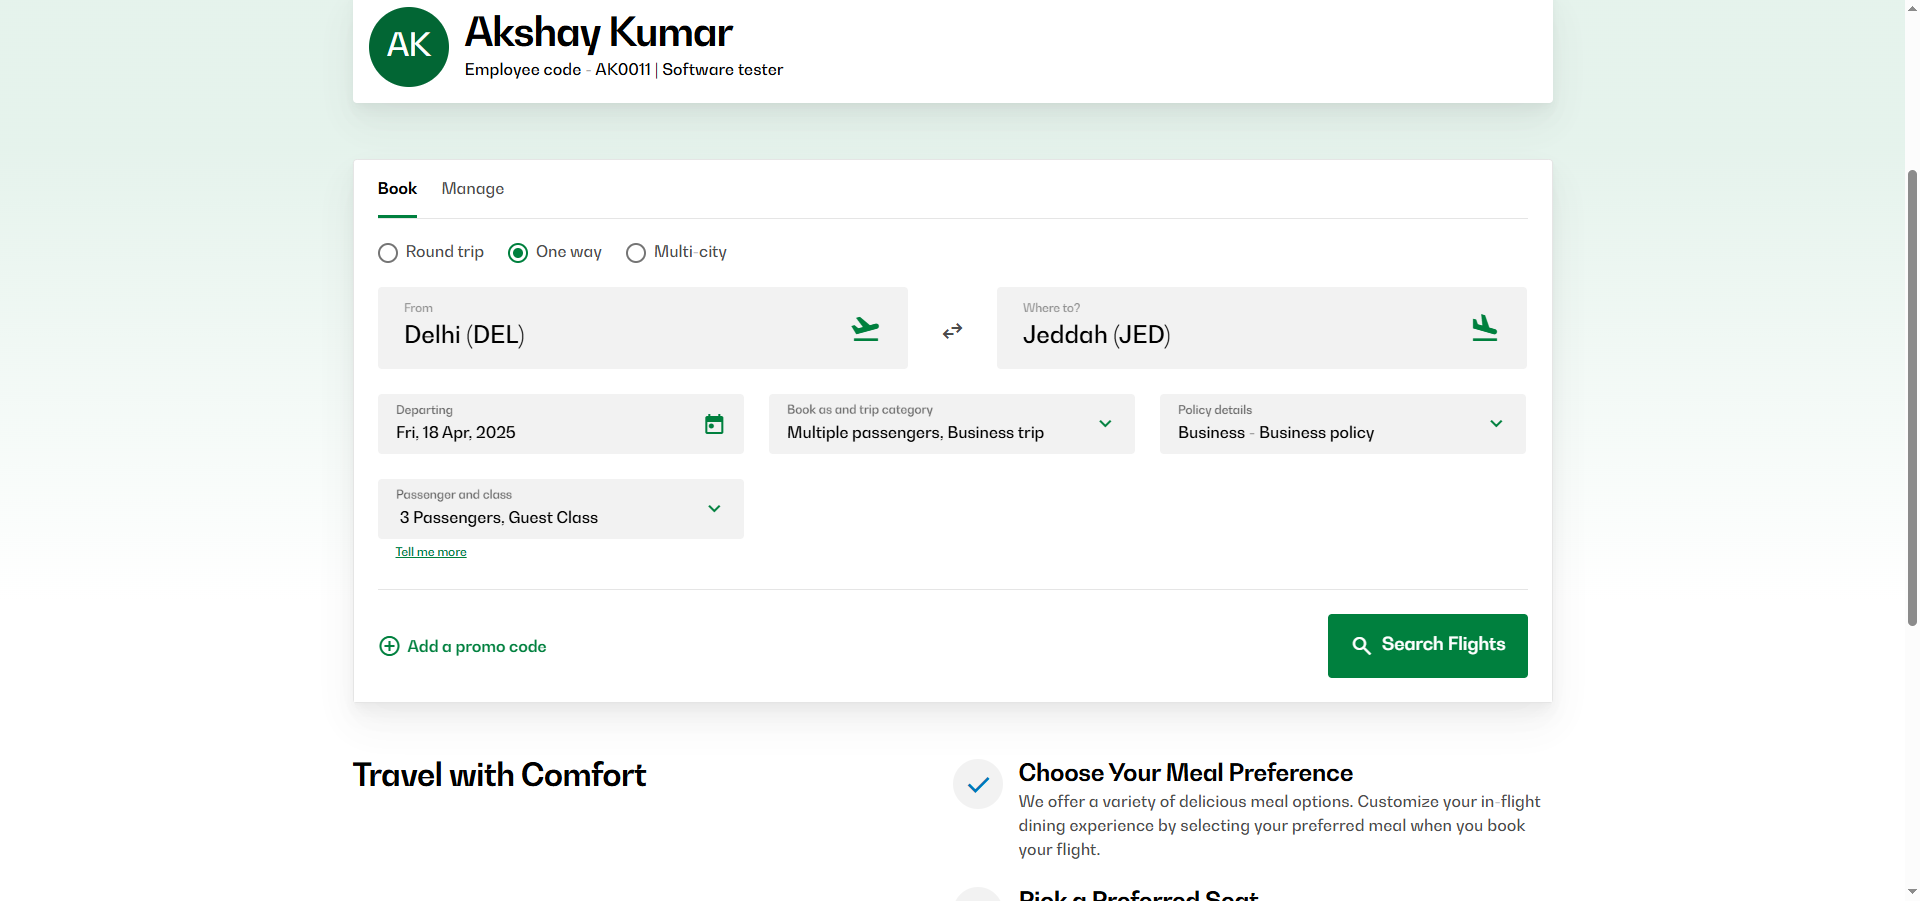 AK
Akshay Kumar
Employee code - AK0011 | Software tester
Book
Manage
Round trip
One way
Multi-city
From
Delhi (DEL)
Where to?
Jeddah (JED)
Departing
Fri, 18 Apr, 2025
Book as and trip category
Multiple passengers, Business trip
Policy details
Business - Business policy
Passenger and class
3 Passengers, Guest Class
Tell me more
Add a promo code
Search Flights
Travel with Comfort
Choose Your Meal Preference
We offer a variety of delicious meal options. Customize your in-flight
dining experience by selecting your preferred meal when you book
your flight.
Pick a Preferred Seat